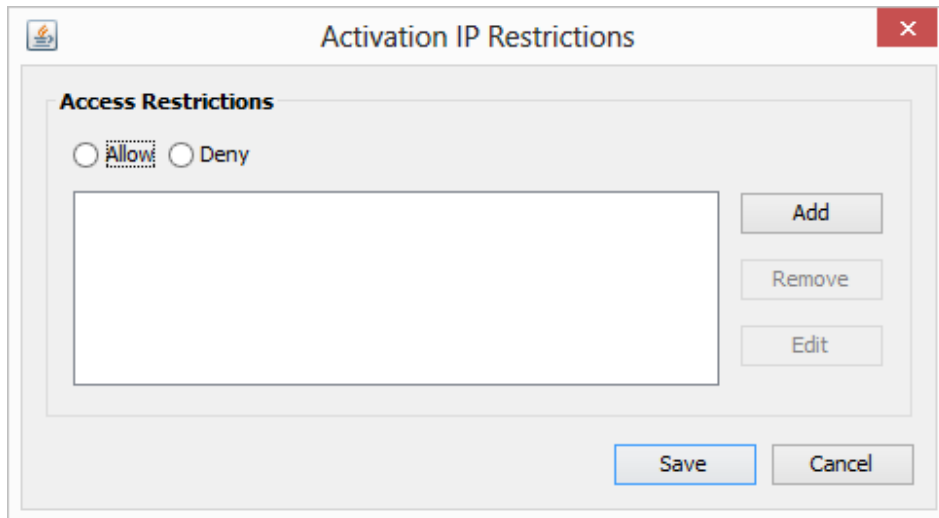 Activation IP Restrictions
Access Restrictions
Allow Deny
Add
Remove
Edit
Save Cancel